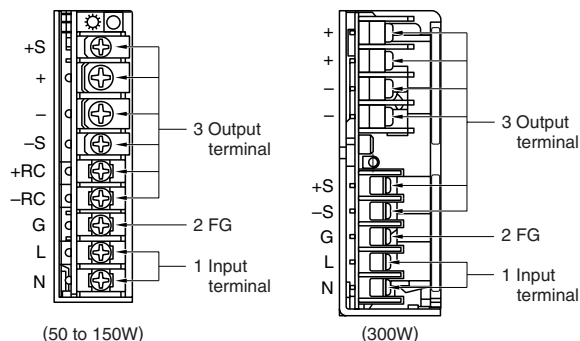 +S
+
–
–S
+RC
–RC
G
L
N
3 Output
terminal
2 FG
1 Input
terminal
(50 to 150W)
+
+
–
–
+S
–S
G
L
N
3 Output
terminal
2 FG
1 Input
terminal
(300W)